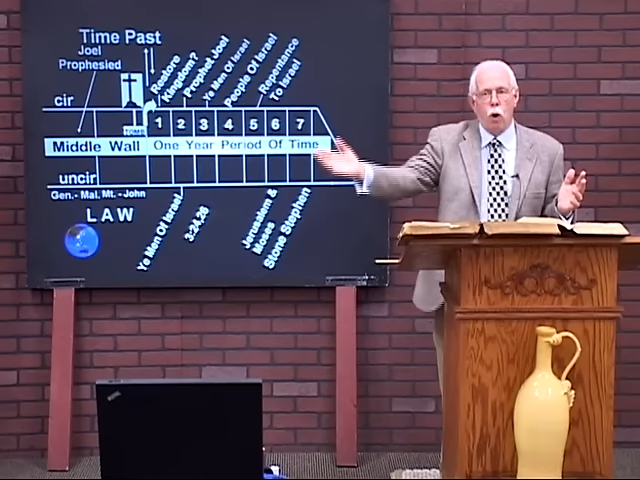 Time Past
Joel
Prophesied
Restore
Kingdom?
Prophet Joel
Ye Men Of Israel
People Of Israel
Repentance
To Israel
cir
TOMB
1 2 3 4 5 6 7
Middle Wall
One Year Period Of Time
uncir
Gen.- Mal. Mt. - John
LAW
Ye Men Of Israel
3:24,26
Jerusalem &
Moses
Stone Stephen